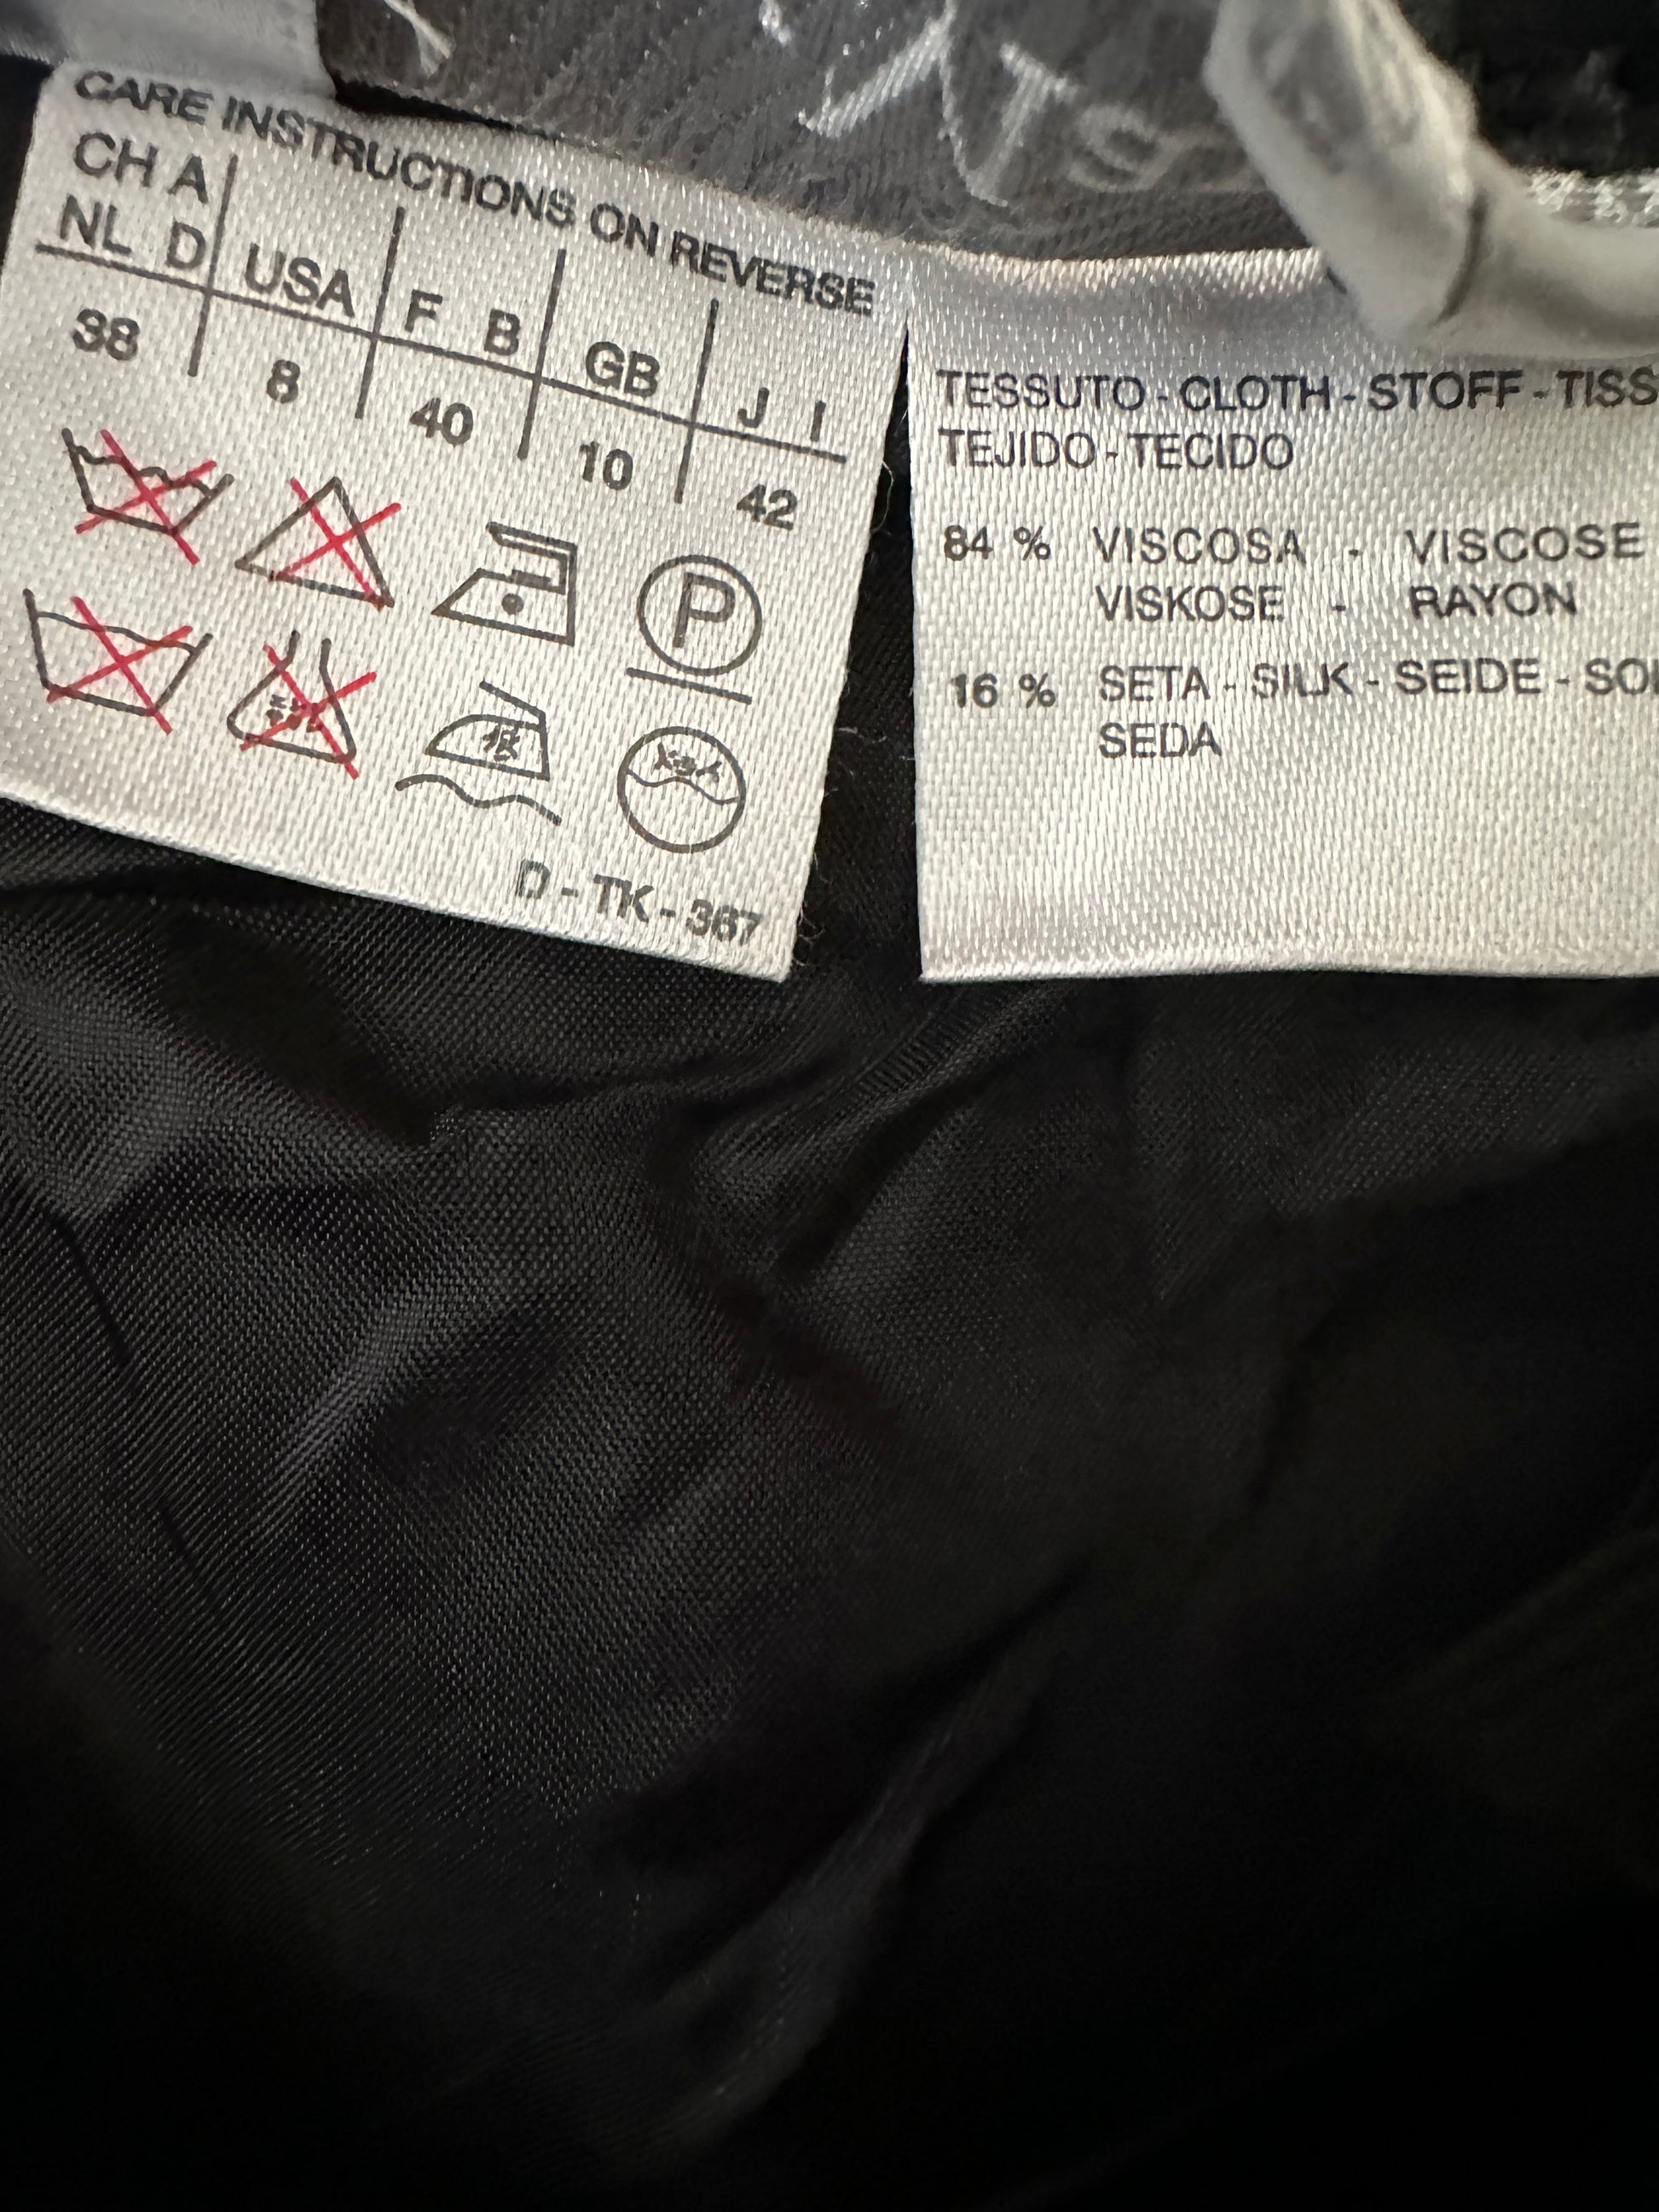 CARE INSTRUCTIONS ON REVERSE
CH A
NL D USA F B GB J I
38 8 40 10 42
P
D - TK - 367
TESSUTO - CLOTH - STOFF - TISS
TEJIDO - TECIDO
84 % VISCOSA - VISCOSE
VISKOSE - RAYON
16 % SETA - SILK - SEIDE - SOI
SEDA